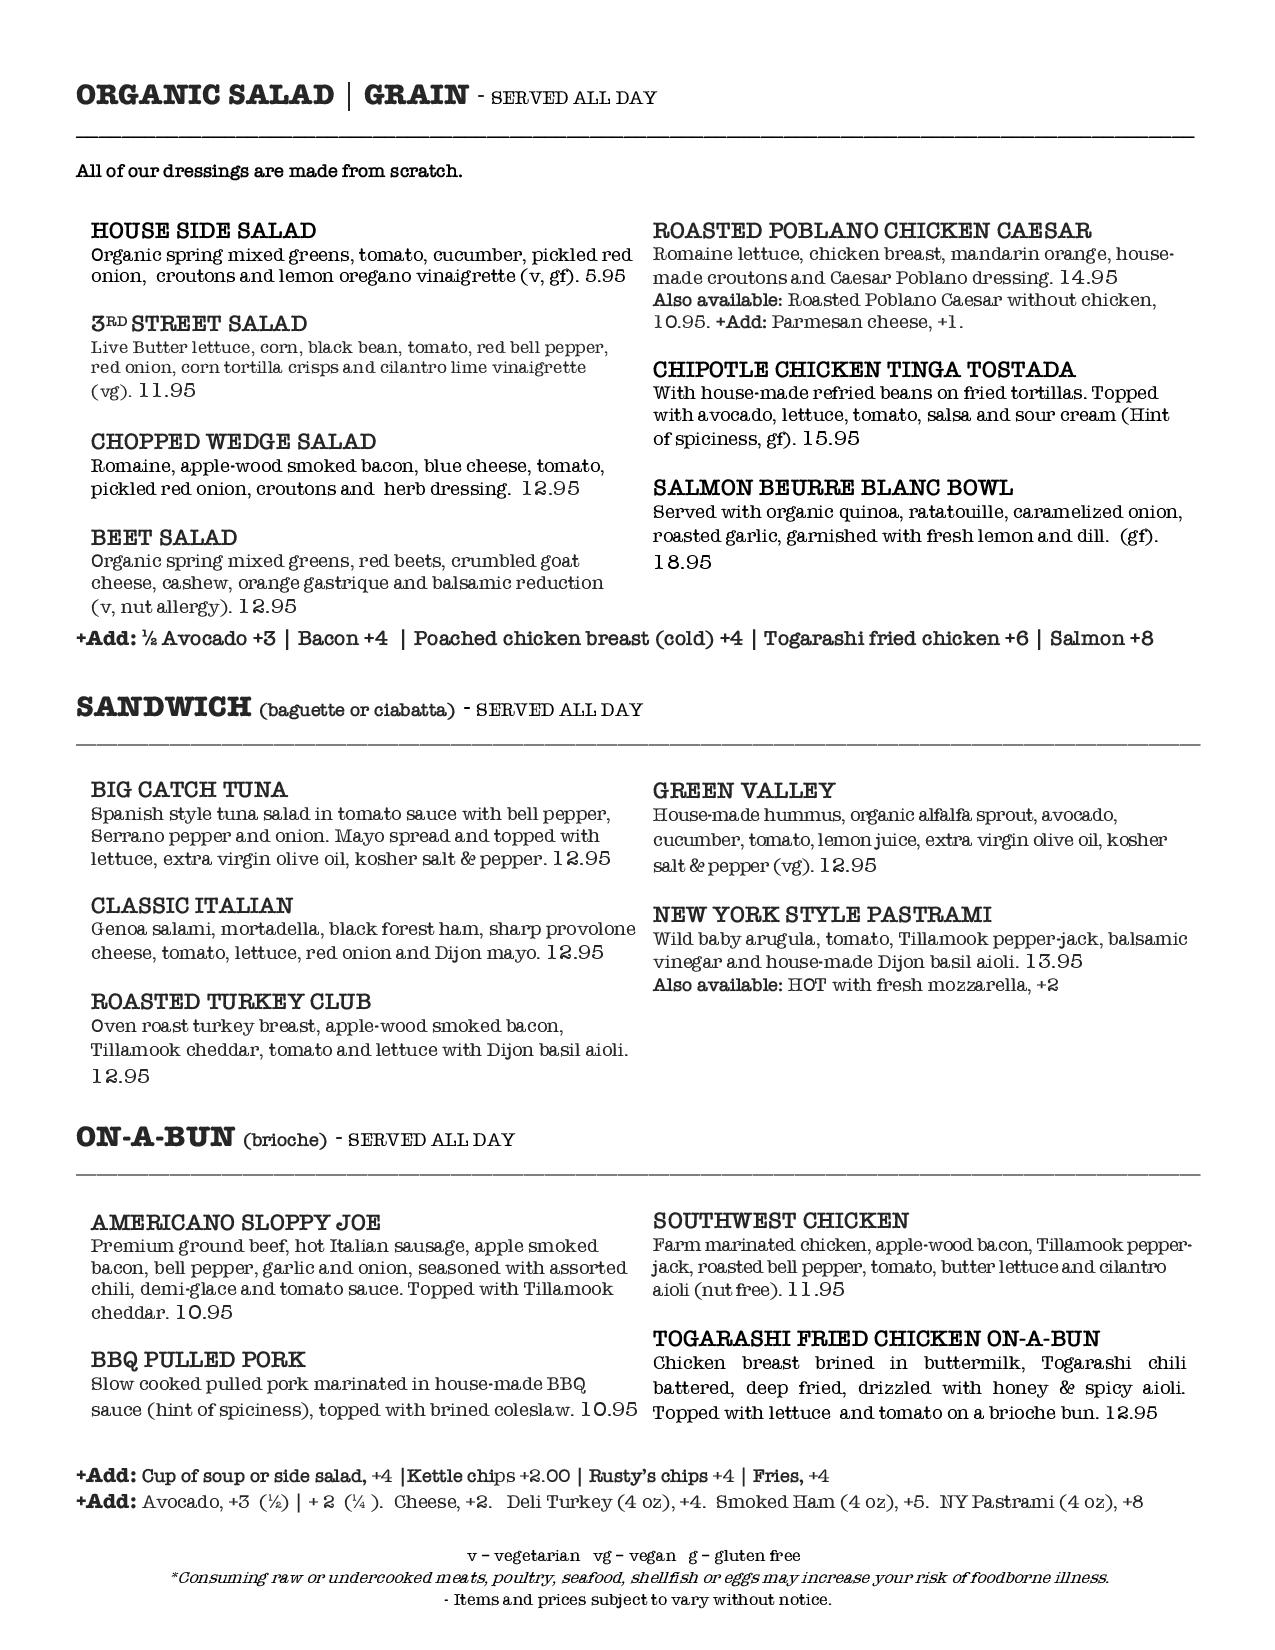 ORGANIC SALAD | GRAIN - SERVED ALL DAY
All of our dressings are made from scratch.
HOUSE SIDE SALAD
Organic spring mixed greens, tomato, cucumber, pickled red
onion, croutons and lemon oregano vinaigrette (v, gf). 5.95
3RD STREET SALAD
Live Butter lettuce, corn, black bean, tomato, red bell pepper,
red onion, corn tortilla crisps and cilantro lime vinaigrette
(vg). 11.95
CHOPPED WEDGE SALAD
Romaine, apple-wood smoked bacon, blue cheese, tomato,
pickled red onion, croutons and herb dressing. 12.95
BEET SALAD
Organic spring mixed greens, red beets, crumbled goat
cheese, cashew, orange gastrique and balsamic reduction
(v, nut allergy). 12.95
ROASTED POBLANO CHICKEN CAESAR
Romaine lettuce, chicken breast, mandarin orange, house-
made croutons and Caesar Poblano dressing. 14.95
Also available: Roasted Poblano Caesar without chicken,
10.95. +Add: Parmesan cheese, +1.
CHIPOTLE CHICKEN TINGA TOSTADA
With house-made refried beans on fried tortillas. Topped
with avocado, lettuce, tomato, salsa and sour cream (Hint
of spiciness, gf). 15.95
SALMON BEURRE BLANC BOWL
Served with organic quinoa, ratatouille, caramelized onion,
roasted garlic, garnished with fresh lemon and dill. (gf).
18.95
+Add: ½ Avocado +3 | Bacon +4 | Poached chicken breast (cold) +4 | Togarashi fried chicken +6 | Salmon +8
SANDWICH (baguette or ciabatta) - SERVED ALL DAY
BIG CATCH TUNA
Spanish style tuna salad in tomato sauce with bell pepper,
Serrano pepper and onion. Mayo spread and topped with
lettuce, extra virgin olive oil, kosher salt & pepper. 12.95
CLASSIC ITALIAN
Genoa salami, mortadella, black forest ham, sharp provolone
cheese, tomato, lettuce, red onion and Dijon mayo. 12.95
ROASTED TURKEY CLUB
Oven roast turkey breast, apple-wood smoked bacon,
Tillamook cheddar, tomato and lettuce with Dijon basil aioli.
12.95
GREEN VALLEY
House-made hummus, organic alfalfa sprout, avocado,
cucumber, tomato, lemon juice, extra virgin olive oil, kosher
salt & pepper (vg). 12.95
NEW YORK STYLE PASTRAMI
Wild baby arugula, tomato, Tillamook pepper-jack, balsamic
vinegar and house-made Dijon basil aioli. 13.95
Also available: HOT with fresh mozzarella, +2
ON-A-BUN (brioche) - SERVED ALL DAY
AMERICANO SLOPPY JOE
Premium ground beef, hot Italian sausage, apple smoked
bacon, bell pepper, garlic and onion, seasoned with assorted
chili, demi-glace and tomato sauce. Topped with Tillamook
cheddar. 10.95
BBQ PULLED PORK
Slow cooked pulled pork marinated in house-made BBQ
sauce (hint of spiciness), topped with brined coleslaw. 10.95
SOUTHWEST CHICKEN
Farm marinated chicken, apple-wood bacon, Tillamook pepper-
jack, roasted bell pepper, tomato, butter lettuce and cilantro
aioli (nut free). 11.95
TOGARASHI FRIED CHICKEN ON-A-BUN
Chicken breast brined in buttermilk, Togarashi chili
battered, deep fried, drizzled with honey & spicy aioli.
Topped with lettuce and tomato on a brioche bun. 12.95
+Add: Cup of soup or side salad, +4 |Kettle chips +2.00 | Rusty's chips +4 | Fries, +4
+Add: Avocado, +3 (½) | + 2 (¼ ). Cheese, +2. Deli Turkey (4 oz), +4. Smoked Ham (4 oz), +5. NY Pastrami (4 oz), +8
v – vegetarian vg – vegan g – gluten free
*Consuming raw or undercooked meats, poultry, seafood, shellfish or eggs may increase your risk of foodborne illness.
- Items and prices subject to vary without notice.